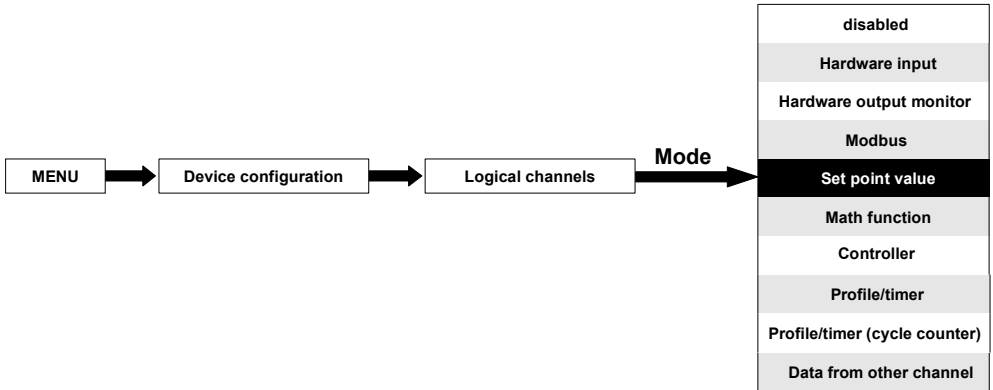 MENU
Device configuration
Logical channels
Mode
disabled
Hardware input
Hardware output monitor
Modbus
Set point value
Math function
Controller
Profile/timer
Profile/timer (cycle counter)
Data from other channel